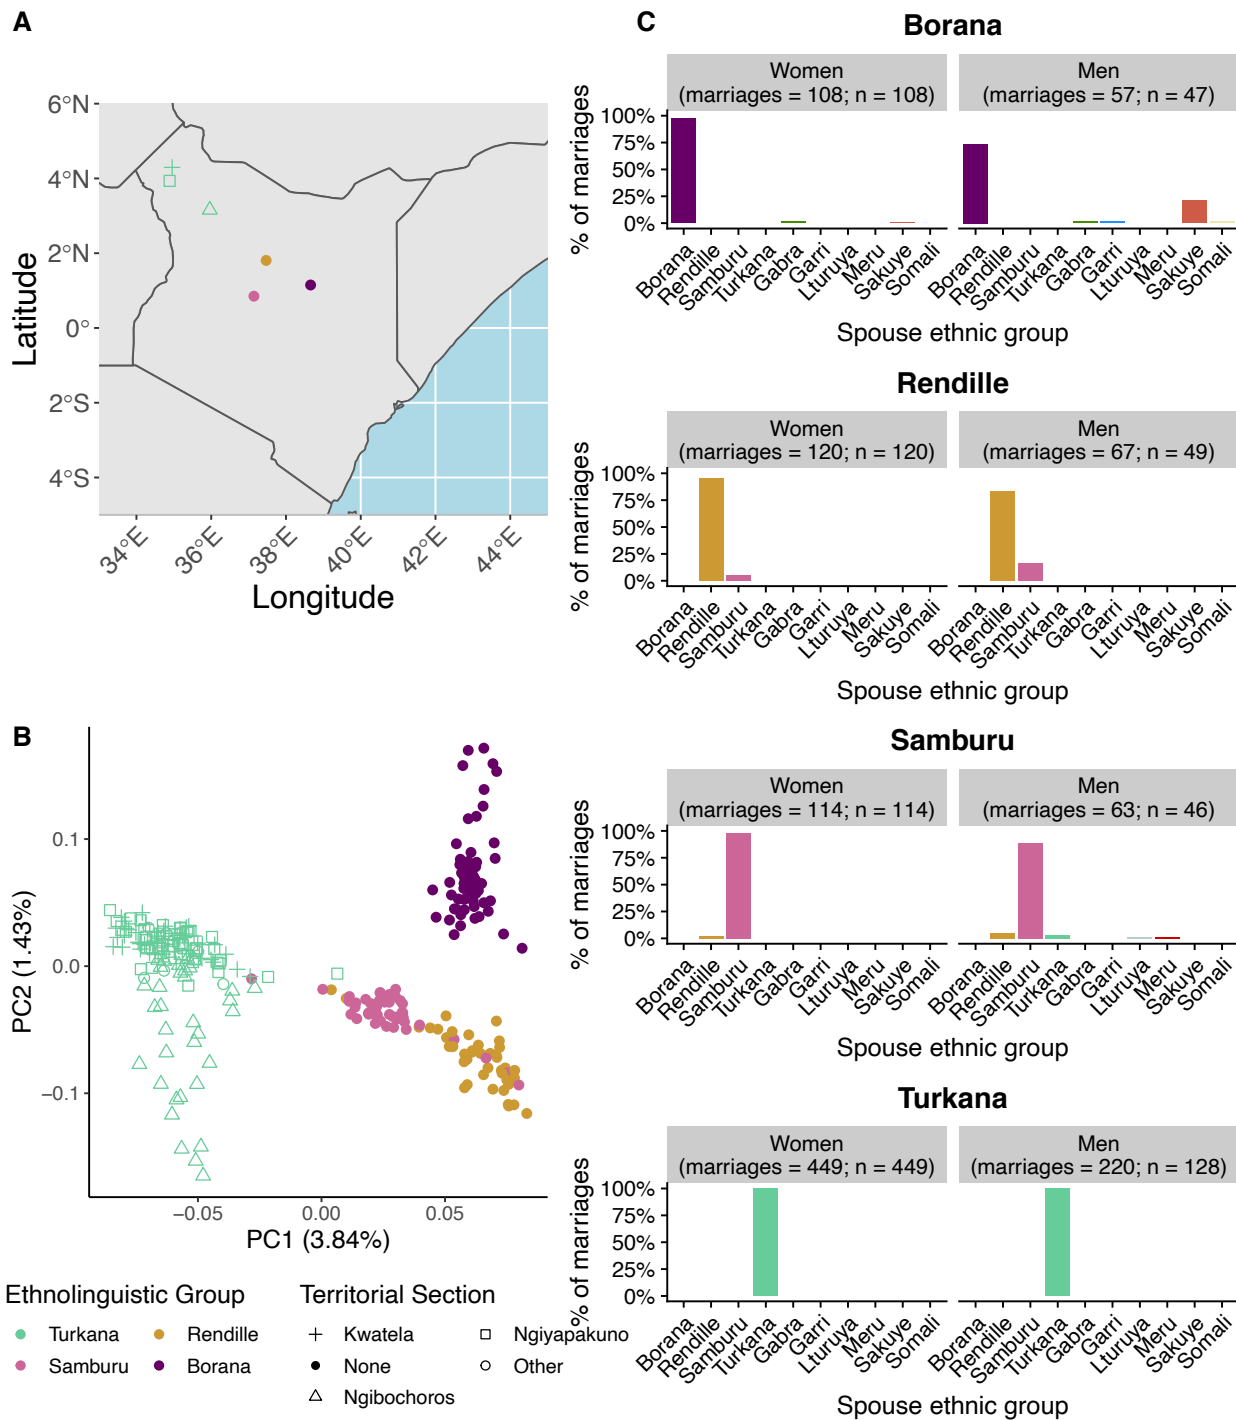 A
6°N
4°N
2°N
0°
2°S
4°S
Latitude
34°E
36°E
38°E
40°E
42°E
44°E
Longitude
B
0.1
0.0
−0.1
PC2 (1.43%)
−0.05
0.00
0.05
PC1 (3.84%)
Ethnolinguistic Group
Turkana
Rendille
Samburu
Borana
Territorial Section
Kwatela
Ngiyapakuno
None
Other
Ngibochoros
C
Borana
Women
(marriages = 108; n = 108)
Men
(marriages = 57; n = 47)
% of marriages
100%
75%
50%
25%
0%
Borana
Rendille
Samburu
Turkana
Gabra
Garri
Lturuya
Meru
Sakuye
Somali
Borana
Rendille
Samburu
Turkana
Gabra
Garri
Lturuya
Meru
Sakuye
Somali
Spouse ethnic group
Rendille
Women
(marriages = 120; n = 120)
Men
(marriages = 67; n = 49)
% of marriages
100%
75%
50%
25%
0%
Borana
Rendille
Samburu
Turkana
Gabra
Garri
Lturuya
Meru
Sakuye
Somali
Borana
Rendille
Samburu
Turkana
Gabra
Garri
Lturuya
Meru
Sakuye
Somali
Spouse ethnic group
Samburu
Women
(marriages = 114; n = 114)
Men
(marriages = 63; n = 46)
% of marriages
100%
75%
50%
25%
0%
Borana
Rendille
Samburu
Turkana
Gabra
Garri
Lturuya
Meru
Sakuye
Somali
Borana
Rendille
Samburu
Turkana
Gabra
Garri
Lturuya
Meru
Sakuye
Somali
Spouse ethnic group
Turkana
Women
(marriages = 449; n = 449)
Men
(marriages = 220; n = 128)
% of marriages
100%
75%
50%
25%
0%
Borana
Rendille
Samburu
Turkana
Gabra
Garri
Lturuya
Meru
Sakuye
Somali
Borana
Rendille
Samburu
Turkana
Gabra
Garri
Lturuya
Meru
Sakuye
Somali
Spouse ethnic group